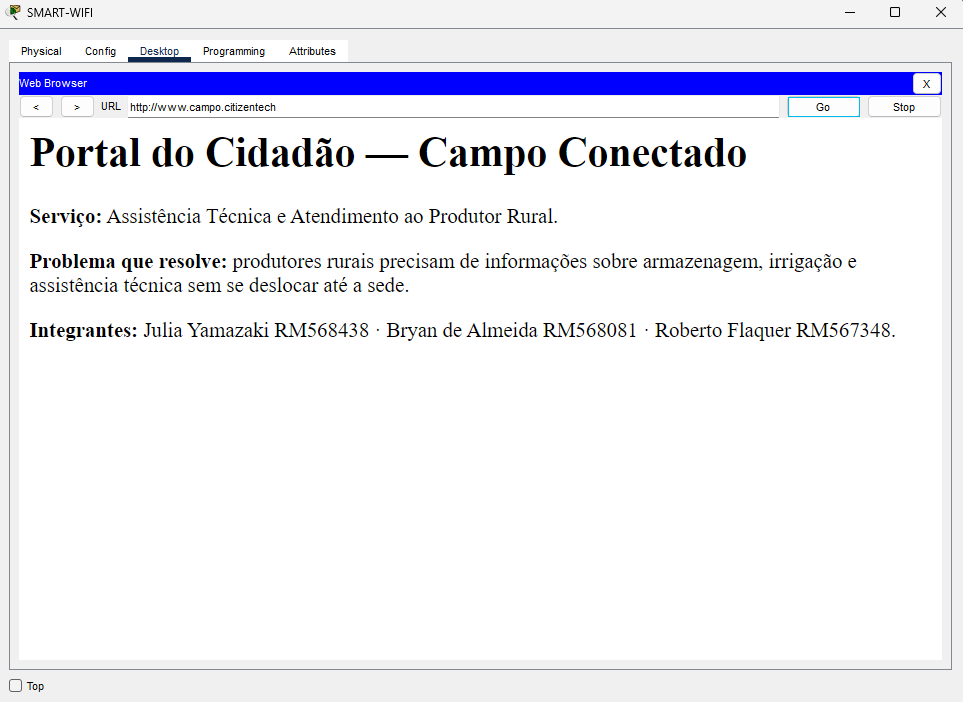 SMART-WIFI
Physical Config Desktop Programming Attributes
Web Browser X
< > URL http://www.campo.citizentech Go Stop
Portal do Cidadão — Campo Conectado
Serviço: Assistência Técnica e Atendimento ao Produtor Rural.
Problema que resolve: produtores rurais precisam de informações sobre armazenagem, irrigação e
assistência técnica sem se deslocar até a sede.
Integrantes: Julia Yamazaki RM568438 · Bryan de Almeida RM568081 · Roberto Flaquer RM567348.
Top